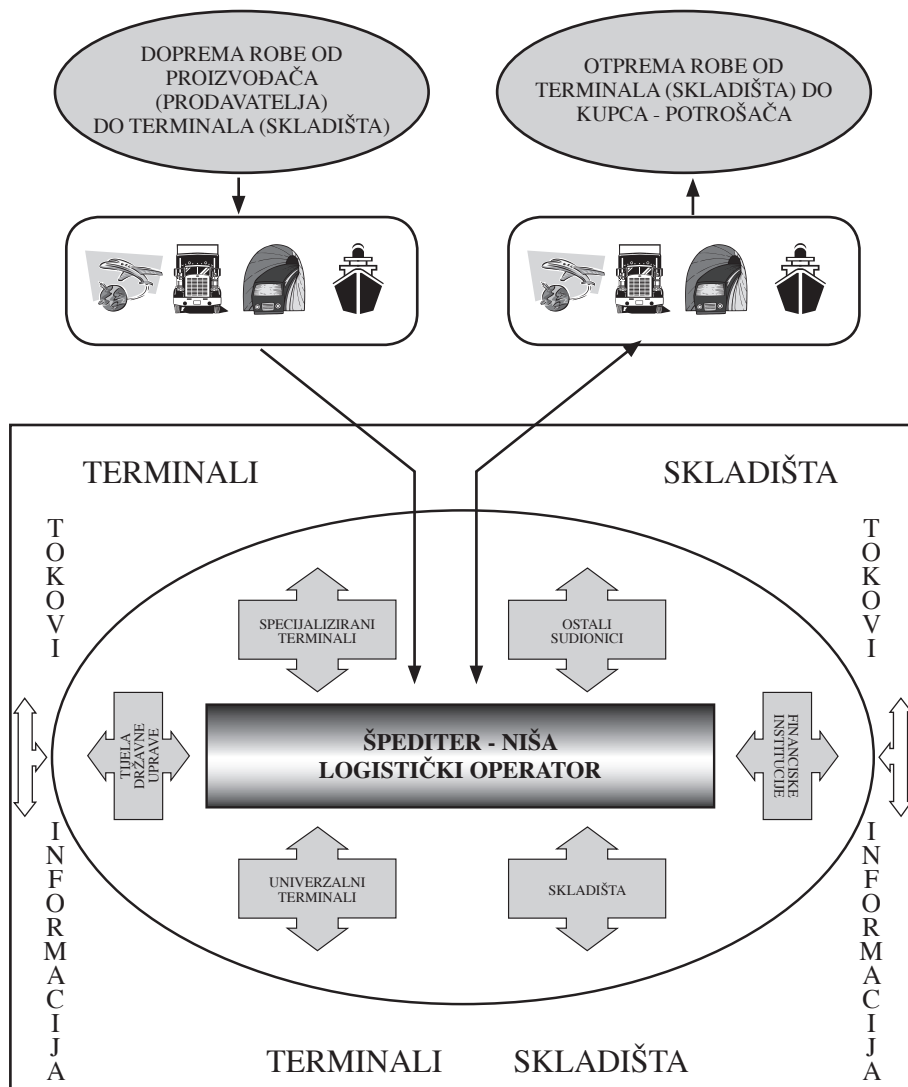 DOPREMA ROBE OD
PROIZVOĐAČA
(PRODAVATELJA)
DO TERMINALA (SKLADIŠTA)
OTPREMA ROBE OD
TERMINALA (SKLADIŠTA) DO
KUPCA - POTROŠAČA
TERMINALI
SKLADIŠTA
TOKOVI
TOKOVI
SPECIJALIZIRANI
TERMINALI
OSTALI
SUDIONICI
TIJELA
DRŽAVNE
UPRAVE
ŠPEDITER - NIŠA
LOGISTIČKI OPERATOR
FINANCISKE
INSTITUCIJE
UNIVERZALNI
TERMINALI
SKLADIŠTA
INFORMACIJA
INFORMACIJA
TERMINALI
SKLADIŠTA